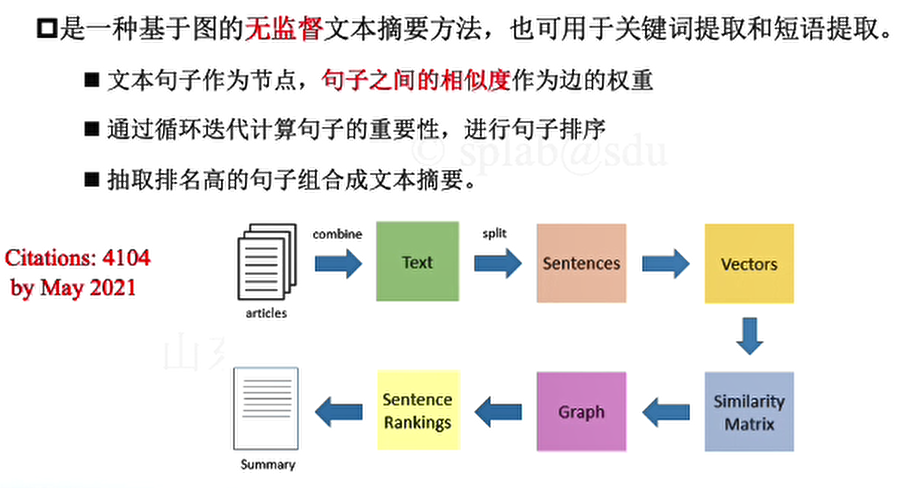 是一种基于图的无监督文本摘要方法，也可用于关键词提取和短语提取。
文本句子作为节点，句子之间的相似度作为边的权重
通过循环迭代计算句子的重要性，进行句子排序
© splab@sdu
抽取排名高的句子组合成文本摘要。
Citations: 4104
by May 2021
articles
combine
Text
split
Sentences
Vectors
山
Similarity
Matrix
Graph
Sentence
Rankings
Summary